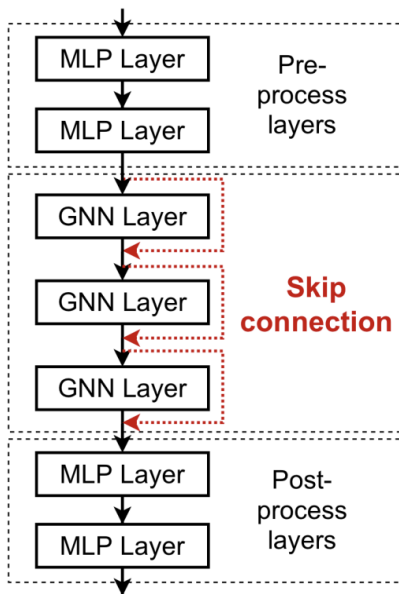 MLP Layer
MLP Layer
Pre-
process
layers
GNN Layer
GNN Layer
GNN Layer
Skip
connection
MLP Layer
MLP Layer
Post-
process
layers